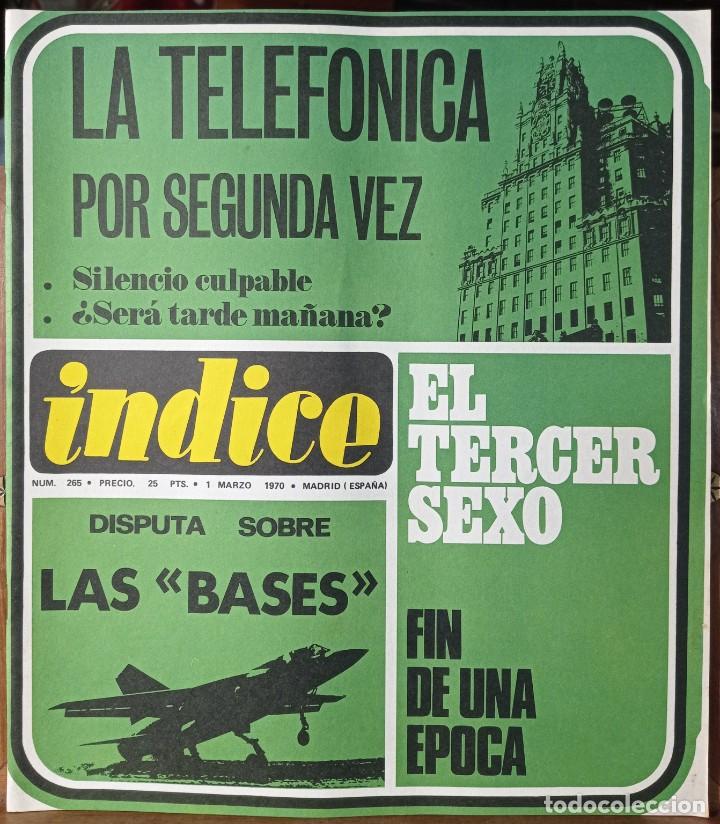 LA TELEFONICA
POR SEGUNDA VEZ
• Silencio culpable
• ¿Será tarde mañana?
indice
NUM. 265 • PRECIO. 25 PTS. • 1 MARZO 1970 • MADRID (ESPAÑA)
EL
TERCER
SEXO
DISPUTA SOBRE
LAS «BASES»
FIN
DE UNA
EPOCA
todocoleccion.net